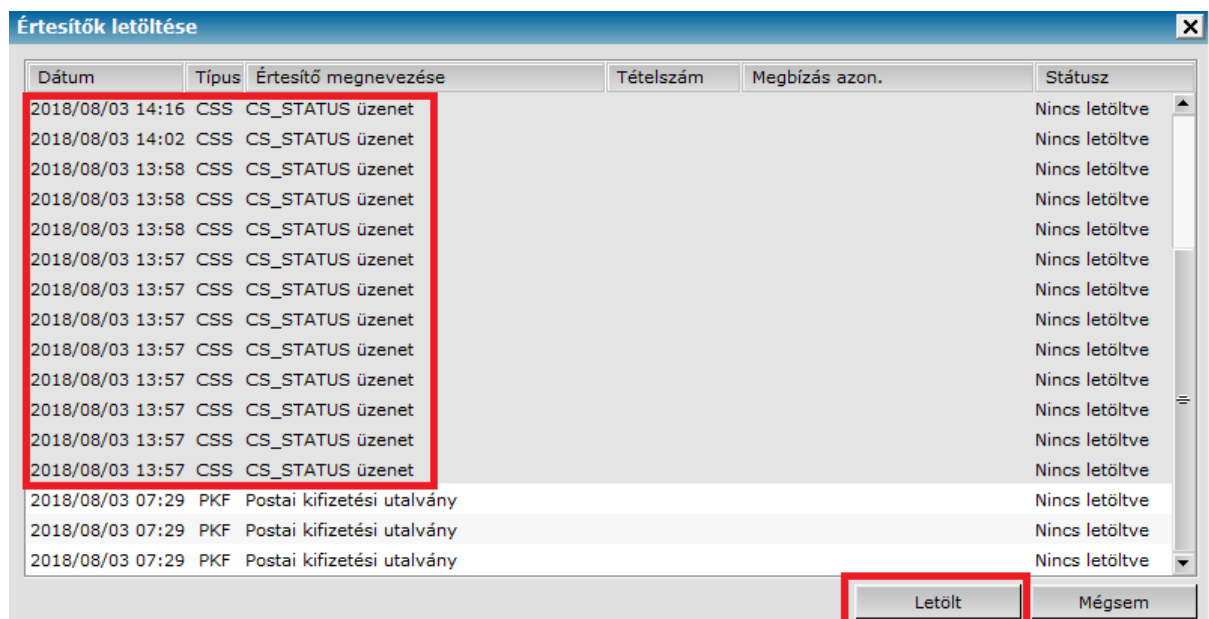 Értesítők letöltése
Dátum Típus Értesítő megnevezése Tételszám Megbízás azon. Státusz
2018/08/03 14:16 CSS CS_STATUS üzenet Nincs letöltve
2018/08/03 14:02 CSS CS_STATUS üzenet Nincs letöltve
2018/08/03 13:58 CSS CS_STATUS üzenet Nincs letöltve
2018/08/03 13:58 CSS CS_STATUS üzenet Nincs letöltve
2018/08/03 13:58 CSS CS_STATUS üzenet Nincs letöltve
2018/08/03 13:57 CSS CS_STATUS üzenet Nincs letöltve
2018/08/03 13:57 CSS CS_STATUS üzenet Nincs letöltve
2018/08/03 13:57 CSS CS_STATUS üzenet Nincs letöltve
2018/08/03 13:57 CSS CS_STATUS üzenet Nincs letöltve
2018/08/03 13:57 CSS CS_STATUS üzenet Nincs letöltve
2018/08/03 13:57 CSS CS_STATUS üzenet Nincs letöltve
2018/08/03 13:57 CSS CS_STATUS üzenet Nincs letöltve
2018/08/03 13:57 CSS CS_STATUS üzenet Nincs letöltve
2018/08/03 07:29 PKF Postai kifizetési utalvány Nincs letöltve
2018/08/03 07:29 PKF Postai kifizetési utalvány Nincs letöltve
2018/08/03 07:29 PKF Postai kifizetési utalvány Nincs letöltve
Letölt Mégsem